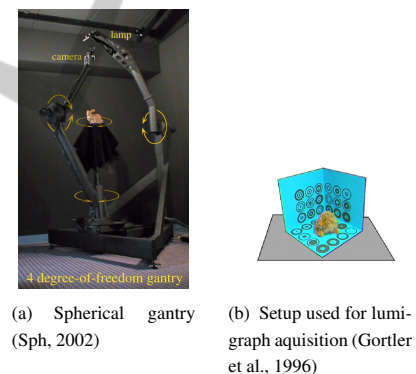 lamp
camera
4 degree-of-freedom gantry
(a) Spherical gantry
(Sph, 2002)
(b) Setup used for lumi-
graph aquisition (Gortler
et al., 1996)